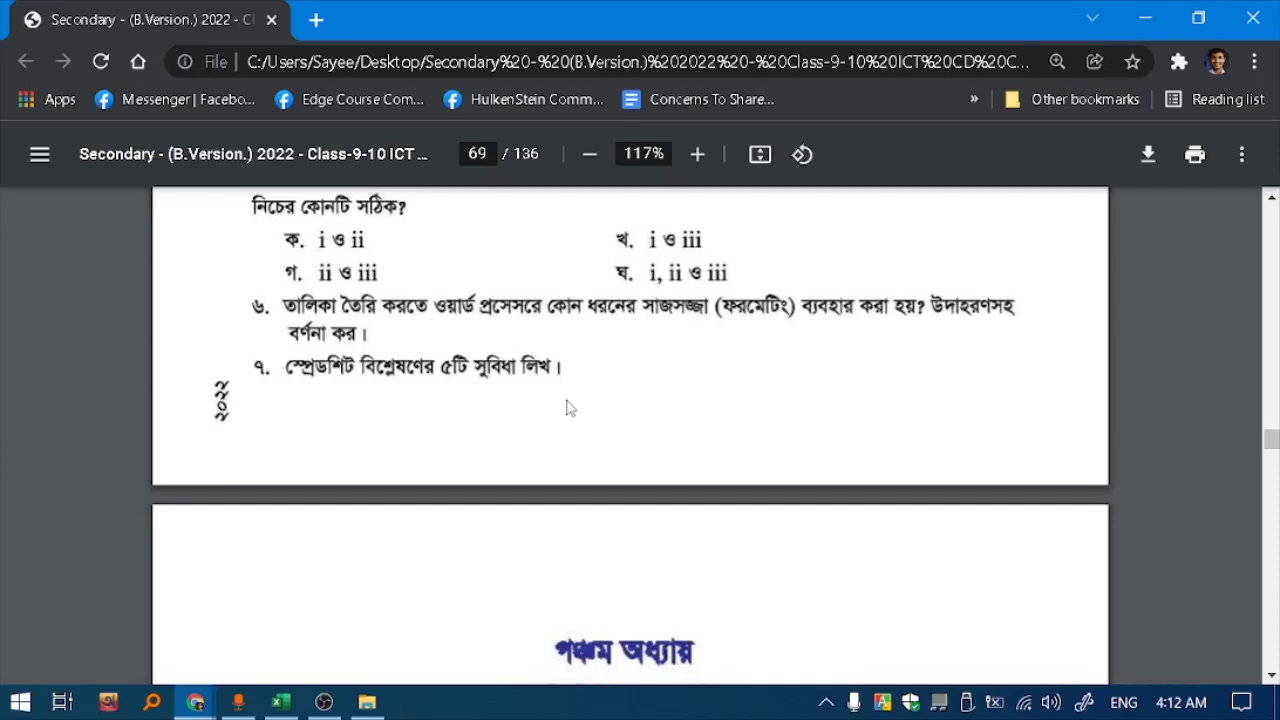 Secondary - (B.Version.) 2022 - Cl
File | C:/Users/Sayee/Desktop/Secondary%20-%20(B.Version.)%202022%20-%20Class-9-10%20ICT%20CD%20C...
Apps Messenger | Facebo... Edge Course Com... HulkenStein Comm... Concerns To Share... » Other bookmarks Reading list
Secondary - (B.Version.) 2022 - Class-9-10 ICT ... 69 / 136 117%
নিচের কোনটি সঠিক?
ক. i ও ii খ. i ও iii
গ. ii ও iii ঘ. i, ii ও iii
৬. তালিকা তৈরি করতে ওয়ার্ড প্রসেসরে কোন ধরনের সাজসজ্জা (ফরমেটিং) ব্যবহার করা হয়? উদাহরণসহ
বর্ণনা কর।
৭. স্প্রেডশিট বিশ্লেষণের ৫টি সুবিধা লিখ।
২০২২
পঞ্চম অধ্যায়
ENG 4:12 AM